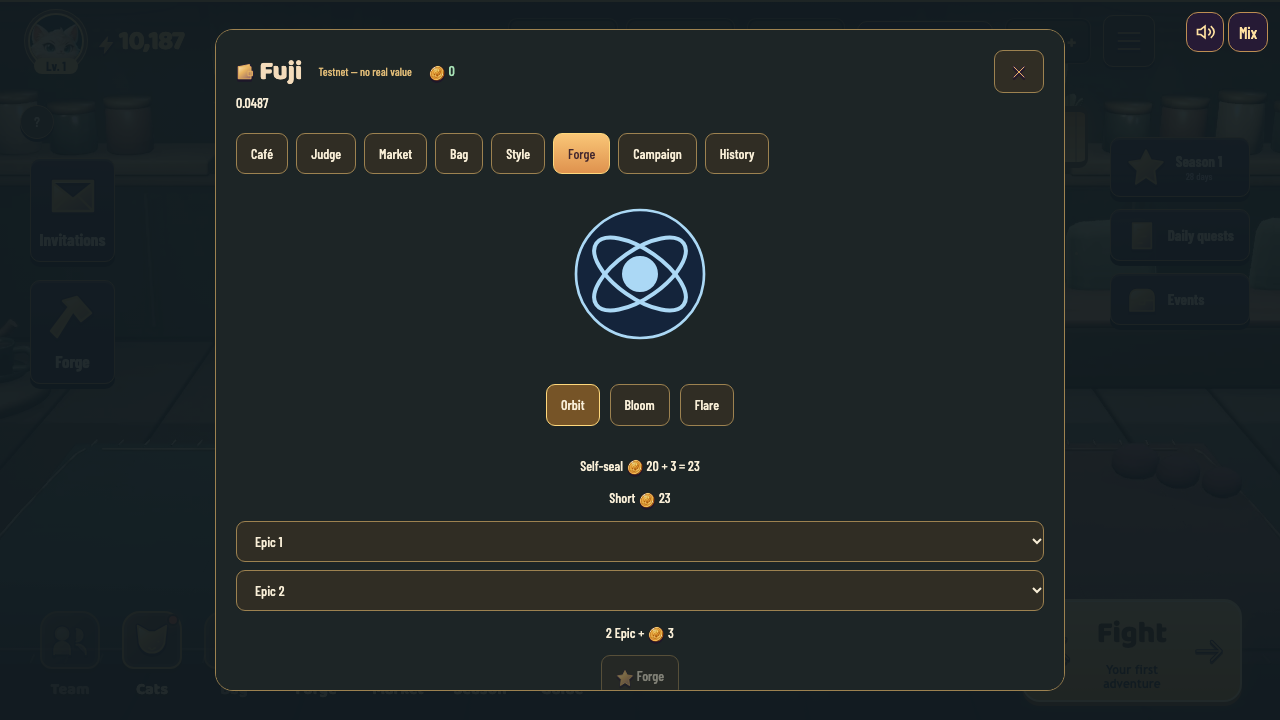 Fuji Testnet — no real value 0
0.0487
Mix
10,187
Lv. 1
Café Judge Market Bag Style Forge Campaign History
Invitations
Forge
Season 1
Daily quests
Events
Orbit Bloom Flare
Self-seal 20 + 3 = 23
Short 23
Epic 1
Epic 2
2 Epic + 3
Forge
Fight
Your first
adventure
Team Cats